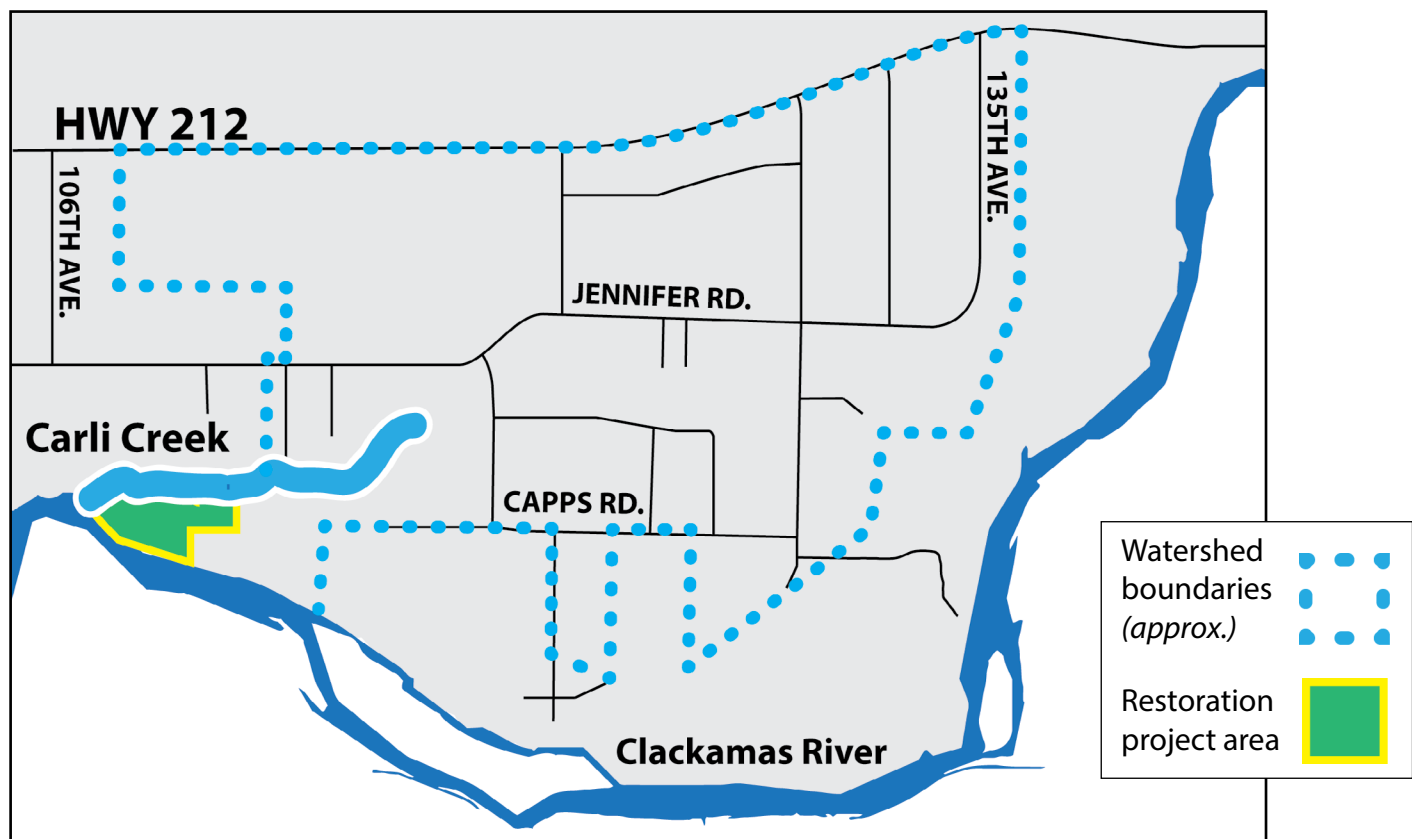 HWY 212
106TH AVE.
135TH AVE.
JENNIFER RD.
Carli Creek
CAPPS RD.
Clackamas River
Watershed
boundaries
(approx.)
Restoration
project area